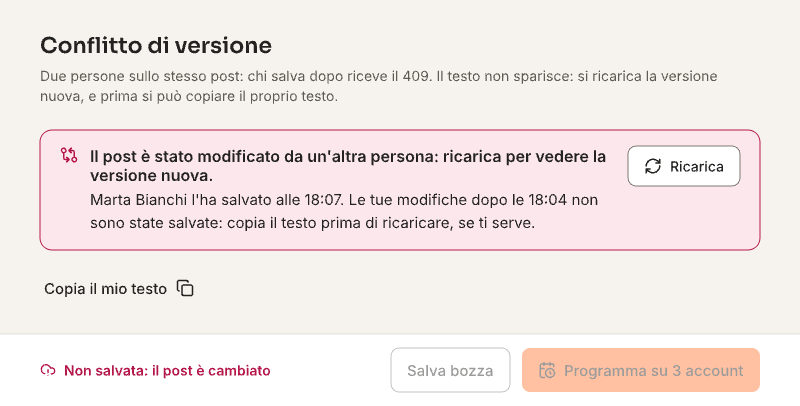 Conflitto di versione
Due persone sullo stesso post: chi salva dopo riceve il 409. Il testo non sparisce: si ricarica la versione
nuova, e prima si può copiare il proprio testo.
Il post è stato modificato da un'altra persona: ricarica per vedere la
versione nuova.
Marta Bianchi l'ha salvato alle 18:07. Le tue modifiche dopo le 18:04 non
sono state salvate: copia il testo prima di ricaricare, se ti serve.
Ricarica
Copia il mio testo
Non salvata: il post è cambiato
Salva bozza
Programma su 3 account